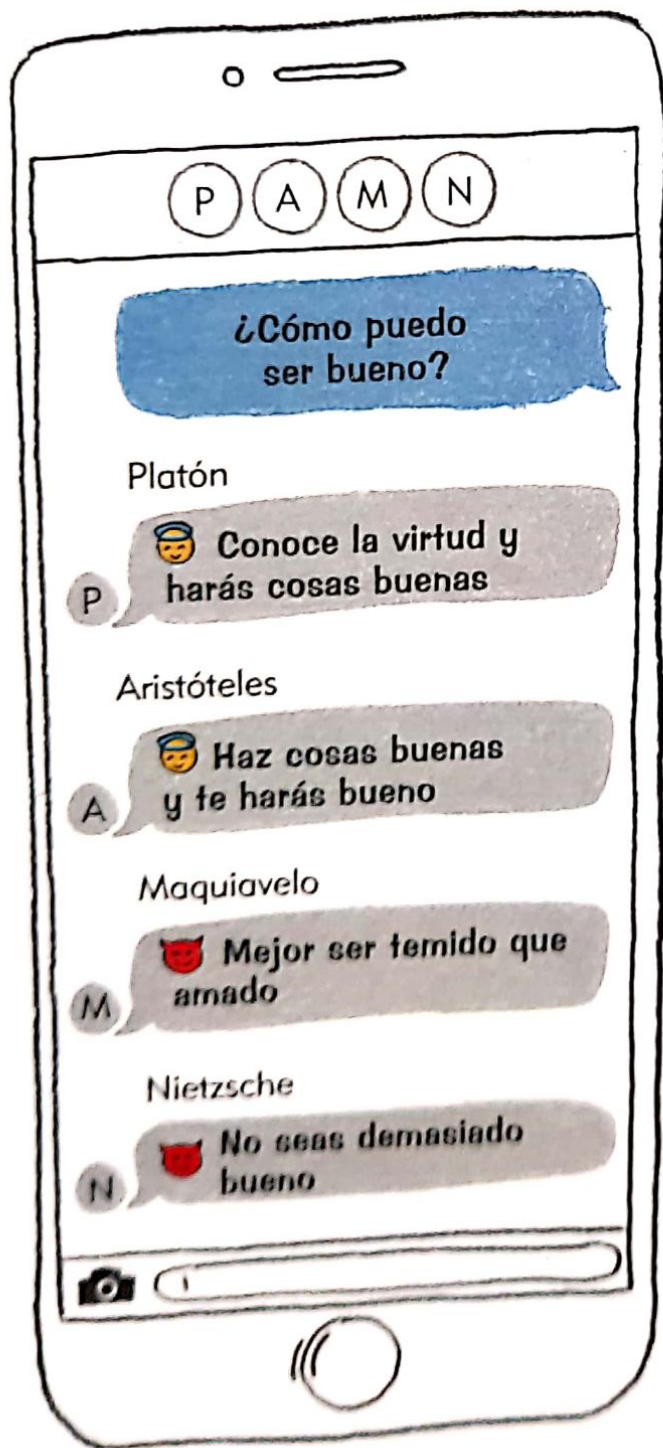 P A M N
¿Cómo puedo
ser bueno?
Platón
Conoce la virtud y
harás cosas buenas
P
Aristóteles
Haz cosas buenas
y te harás bueno
A
Maquiavelo
Mejor ser temido que
amado
M
Nietzsche
No seas demasiado
bueno
N